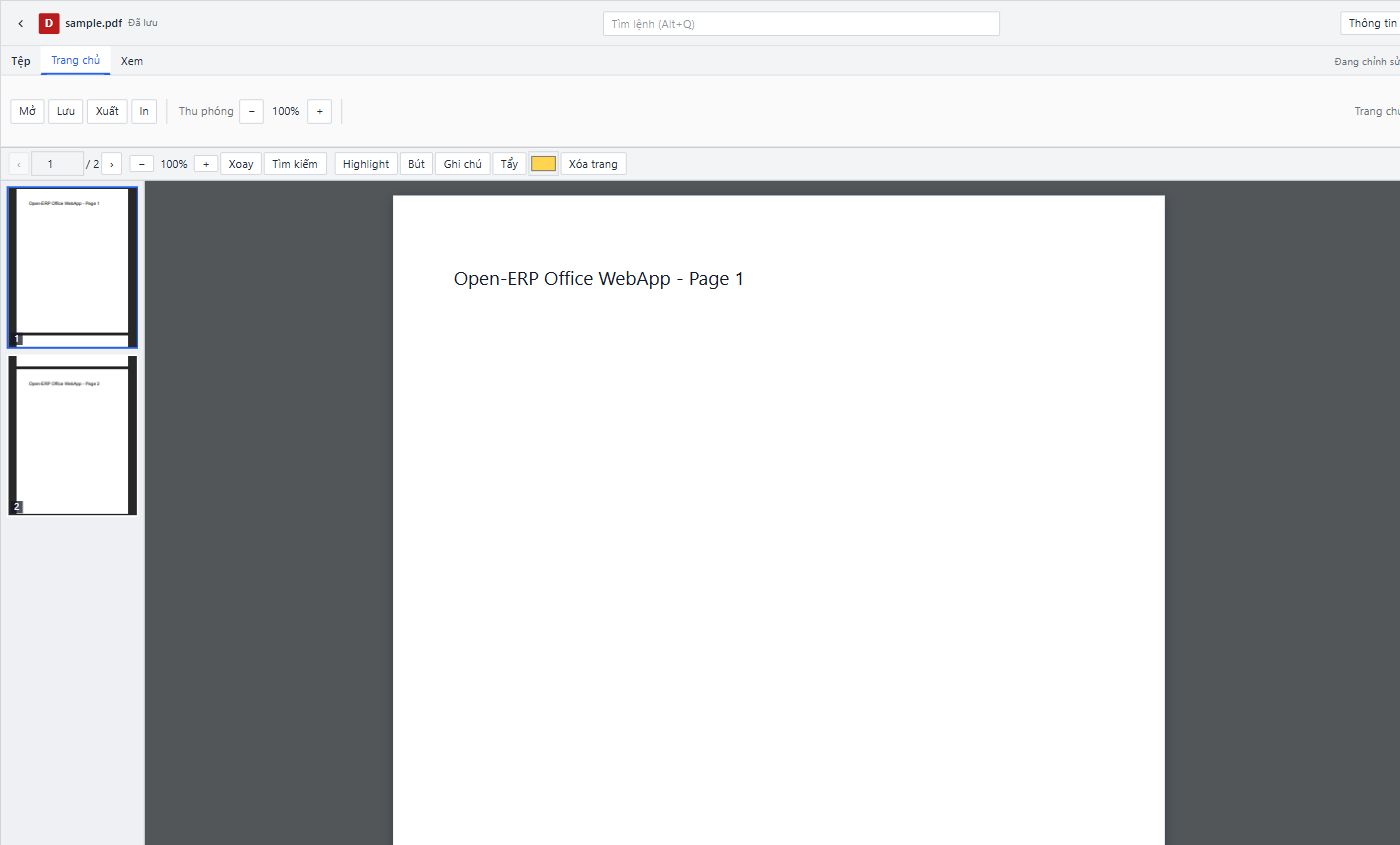 ‹ D sample.pdf Đã lưu Tìm lệnh (Alt+Q) Thông tin
Tệp Trang chủ Xem Đang chỉnh sử
Mở Lưu Xuất In Thu phóng − 100% + Trang chủ
‹ 1 / 2 › − 100% + Xoay Tìm kiếm Highlight Bút Ghi chú Tẩy Xóa trang
Open-ERP Office WebApp - Page 1
1
Open-ERP Office WebApp - Page 2
2
Open-ERP Office WebApp - Page 1